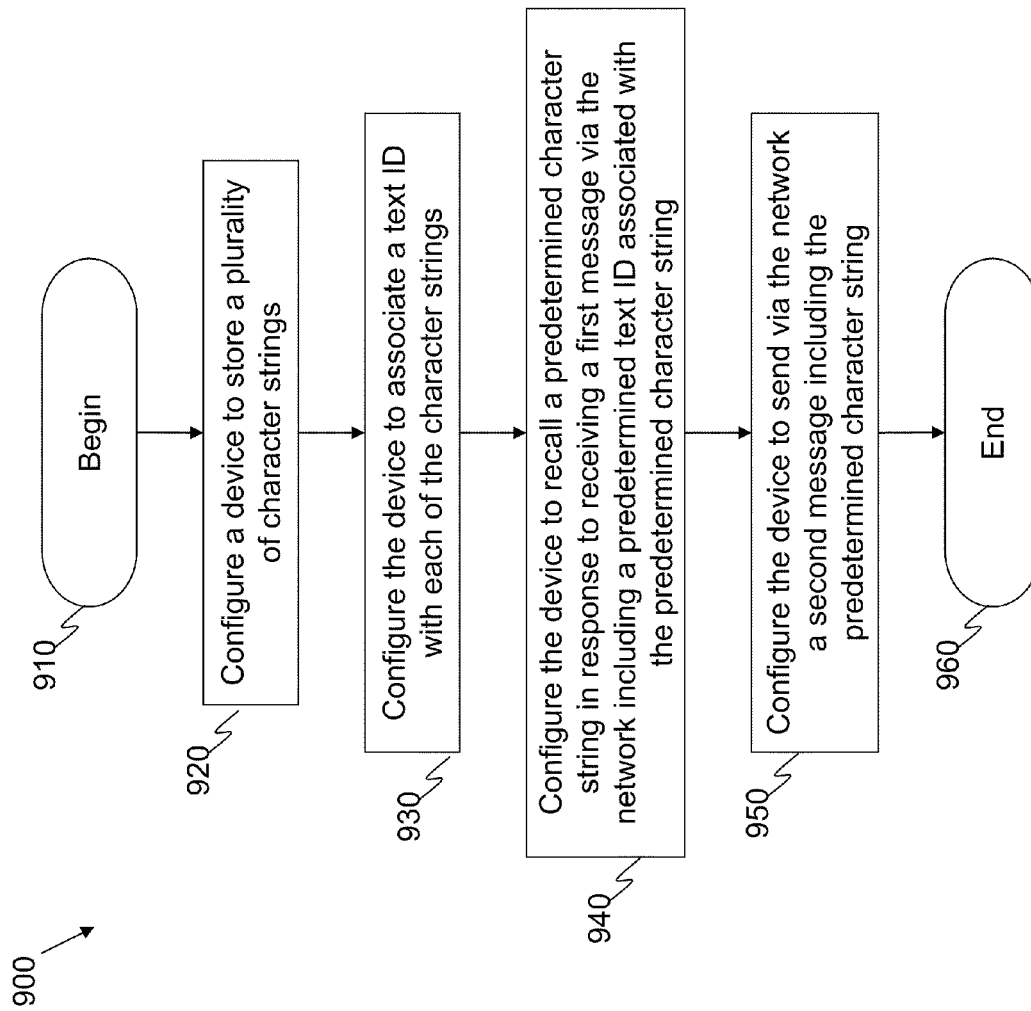 900
910
Begin
920
Configure a device to store a plurality
of character strings
930
Configure the device to associate a text ID
with each of the character strings
940
Configure the device to recall a predetermined character
string in response to receiving a first message via the
network including a predetermined text ID associated with
the predetermined character string
950
Configure the device to send via the network
a second message including the
predetermined character string
960
End